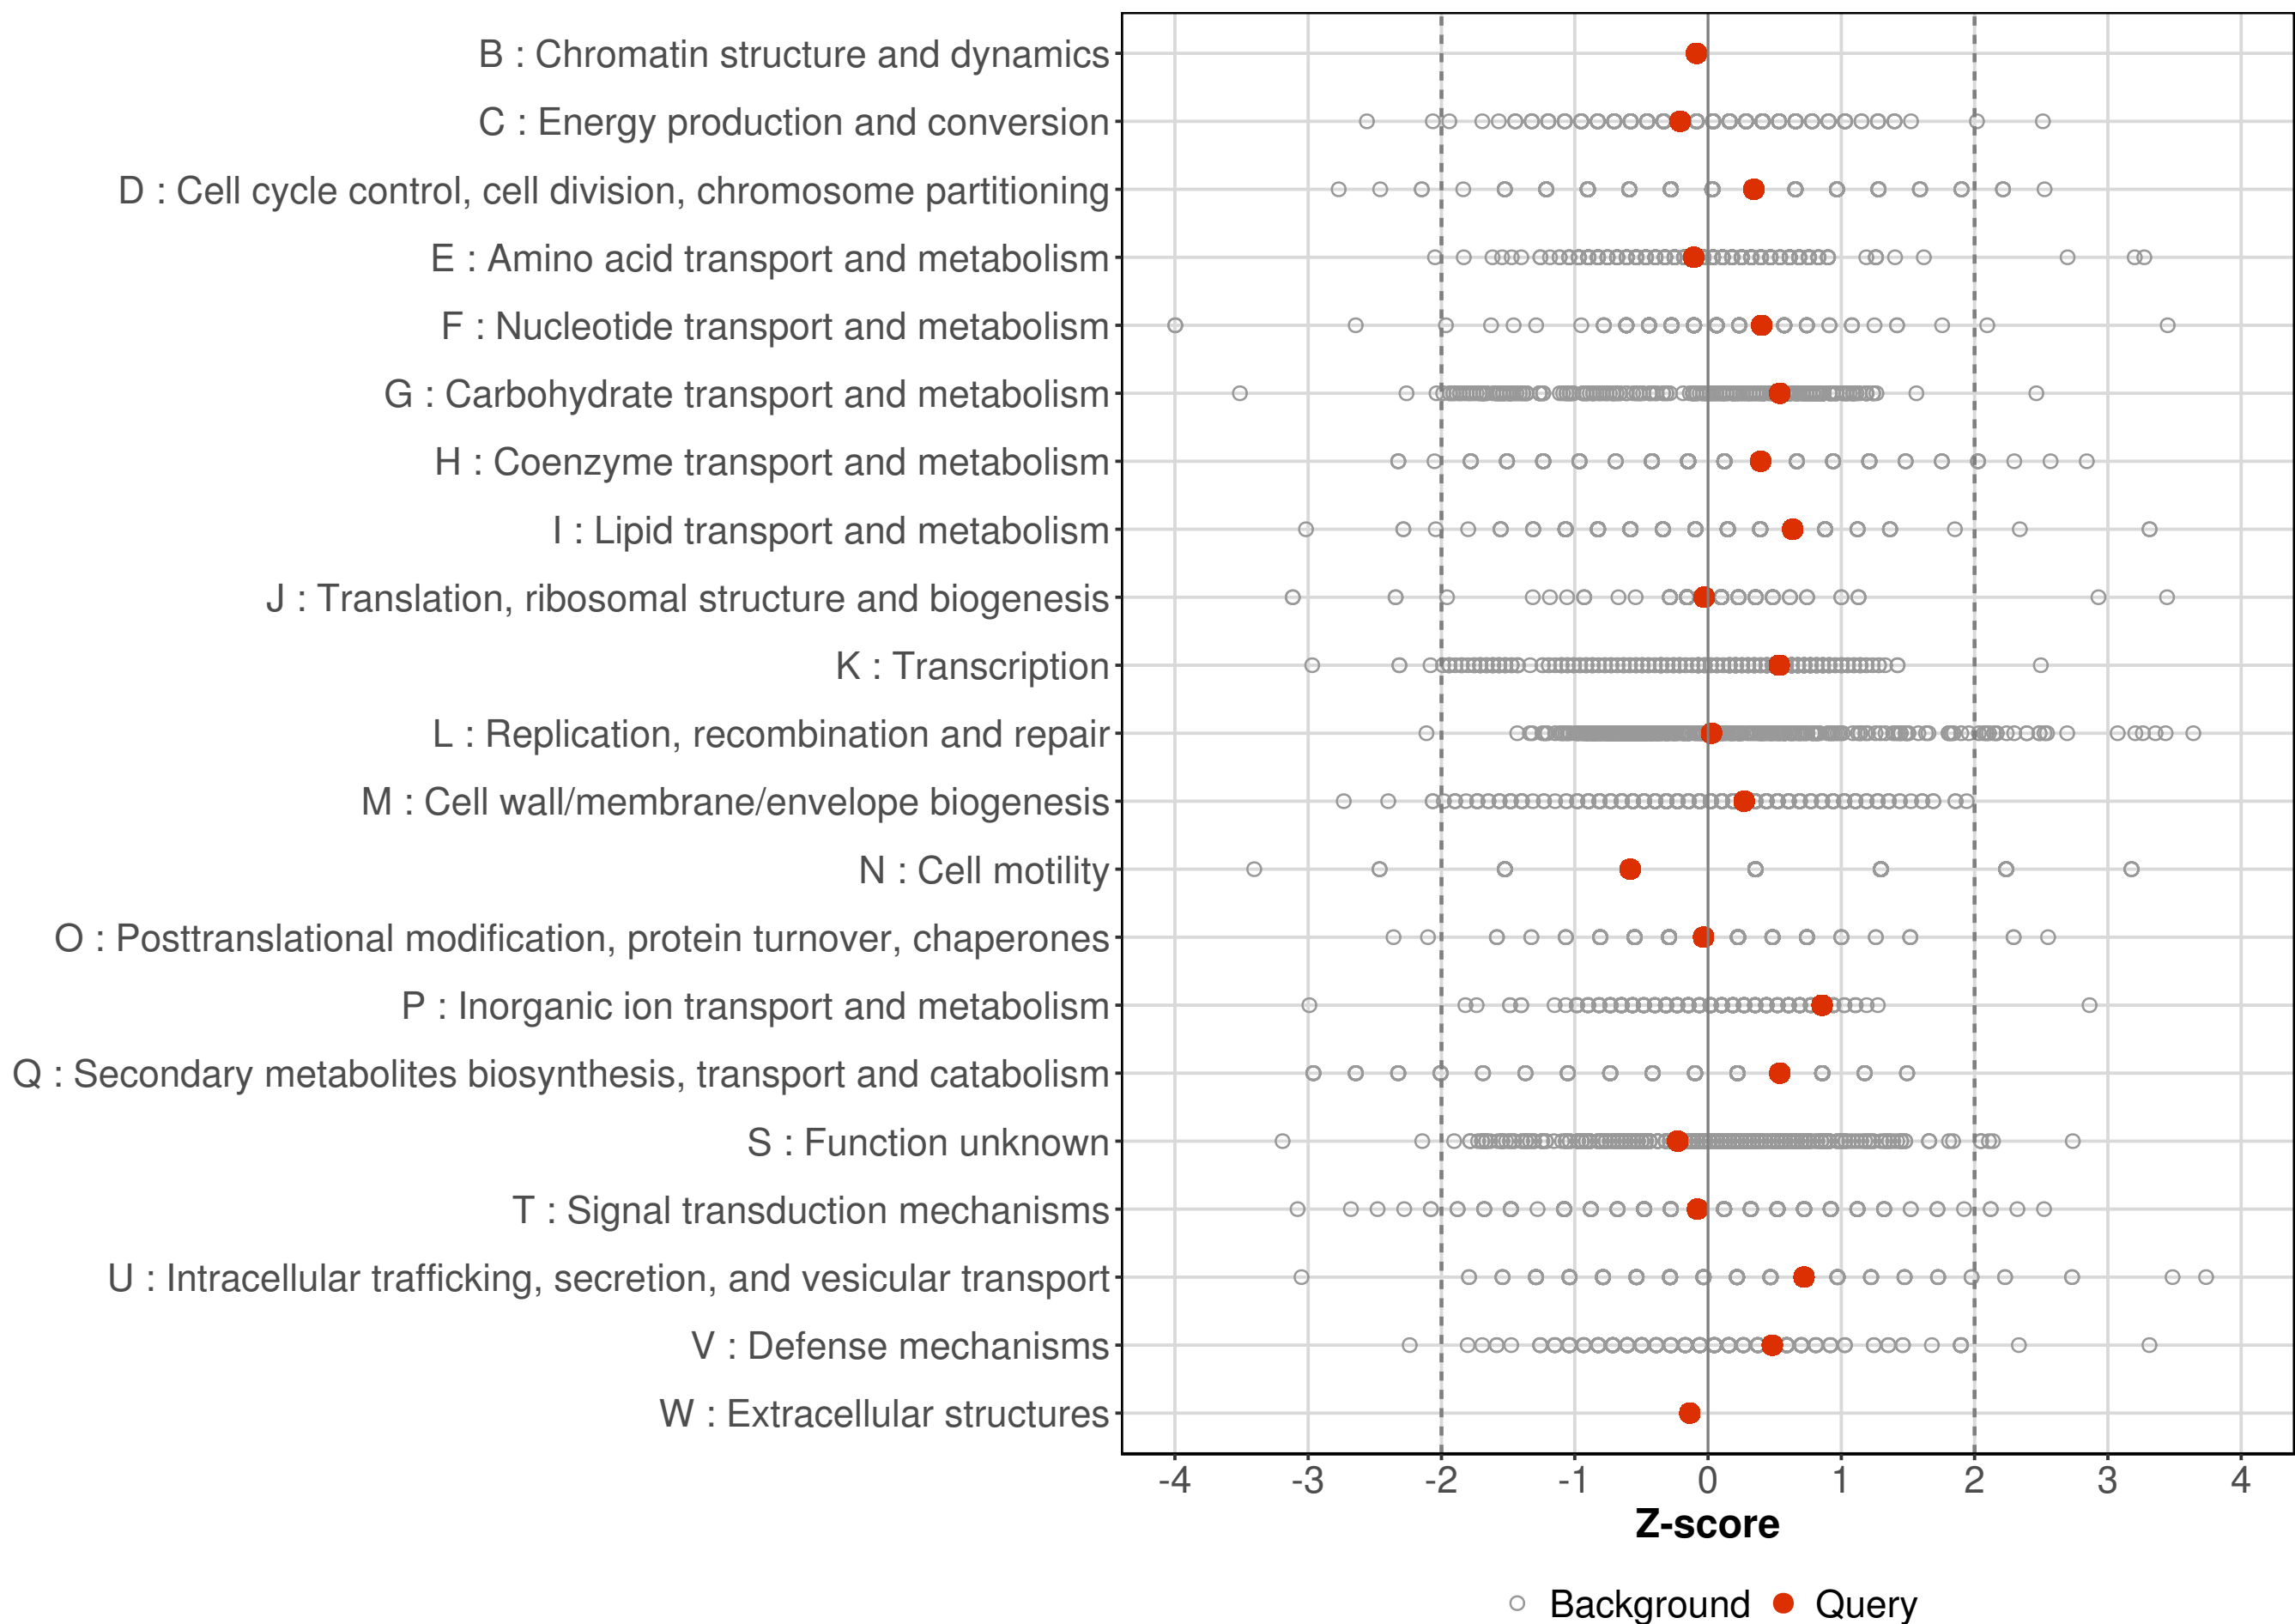 B : Chromatin structure and dynamics
C : Energy production and conversion
D : Cell cycle control, cell division, chromosome partitioning
E : Amino acid transport and metabolism
F : Nucleotide transport and metabolism
G : Carbohydrate transport and metabolism
H : Coenzyme transport and metabolism
I : Lipid transport and metabolism
J : Translation, ribosomal structure and biogenesis
K : Transcription
L : Replication, recombination and repair
M : Cell wall/membrane/envelope biogenesis
N : Cell motility
O : Posttranslational modification, protein turnover, chaperones
P : Inorganic ion transport and metabolism
Q : Secondary metabolites biosynthesis, transport and catabolism
S : Function unknown
T : Signal transduction mechanisms
U : Intracellular trafficking, secretion, and vesicular transport
V : Defense mechanisms
W : Extracellular structures
-4 -3 -2 -1 0 1 2 3 4
Z-score
Background Query